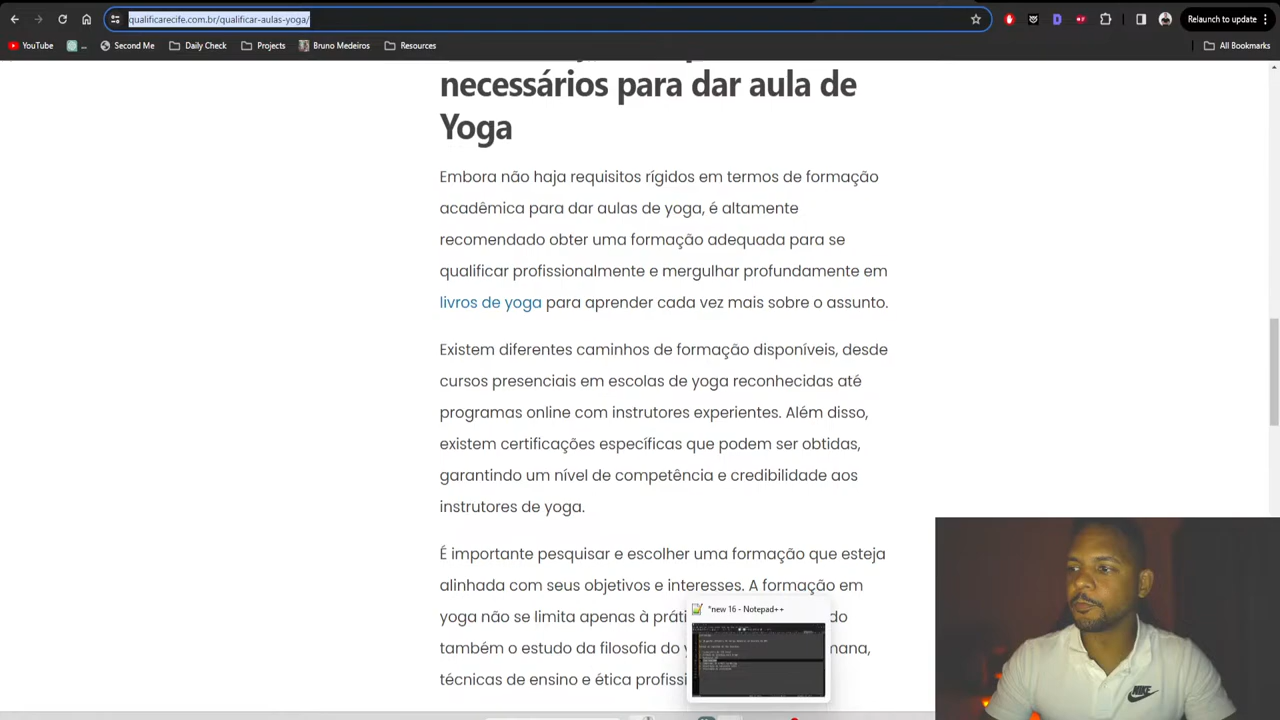 qualificarecife.com.br/qualificar-aulas-yoga/
Relaunch to update
YouTube
...
Second Me
Daily Check
Projects
Bruno Medeiros
Resources
All Bookmarks
necessários para dar aula de
Yoga
Embora não haja requisitos rígidos em termos de formação
acadêmica para dar aulas de yoga, é altamente
recomendado obter uma formação adequada para se
qualificar profissionalmente e mergulhar profundamente em
livros de yoga para aprender cada vez mais sobre o assunto.
Existem diferentes caminhos de formação disponíveis, desde
cursos presenciais em escolas de yoga reconhecidas até
programas online com instrutores experientes. Além disso,
existem certificações específicas que podem ser obtidas,
garantindo um nível de competência e credibilidade aos
instrutores de yoga.
É importante pesquisar e escolher uma formação que esteja
alinhada com seus objetivos e interesses. A formação em
yoga não se limita apenas à práti do
também o estudo da filosofia do mana,
técnicas de ensino e ética profis
*new 16 - Notepad++
NIKE